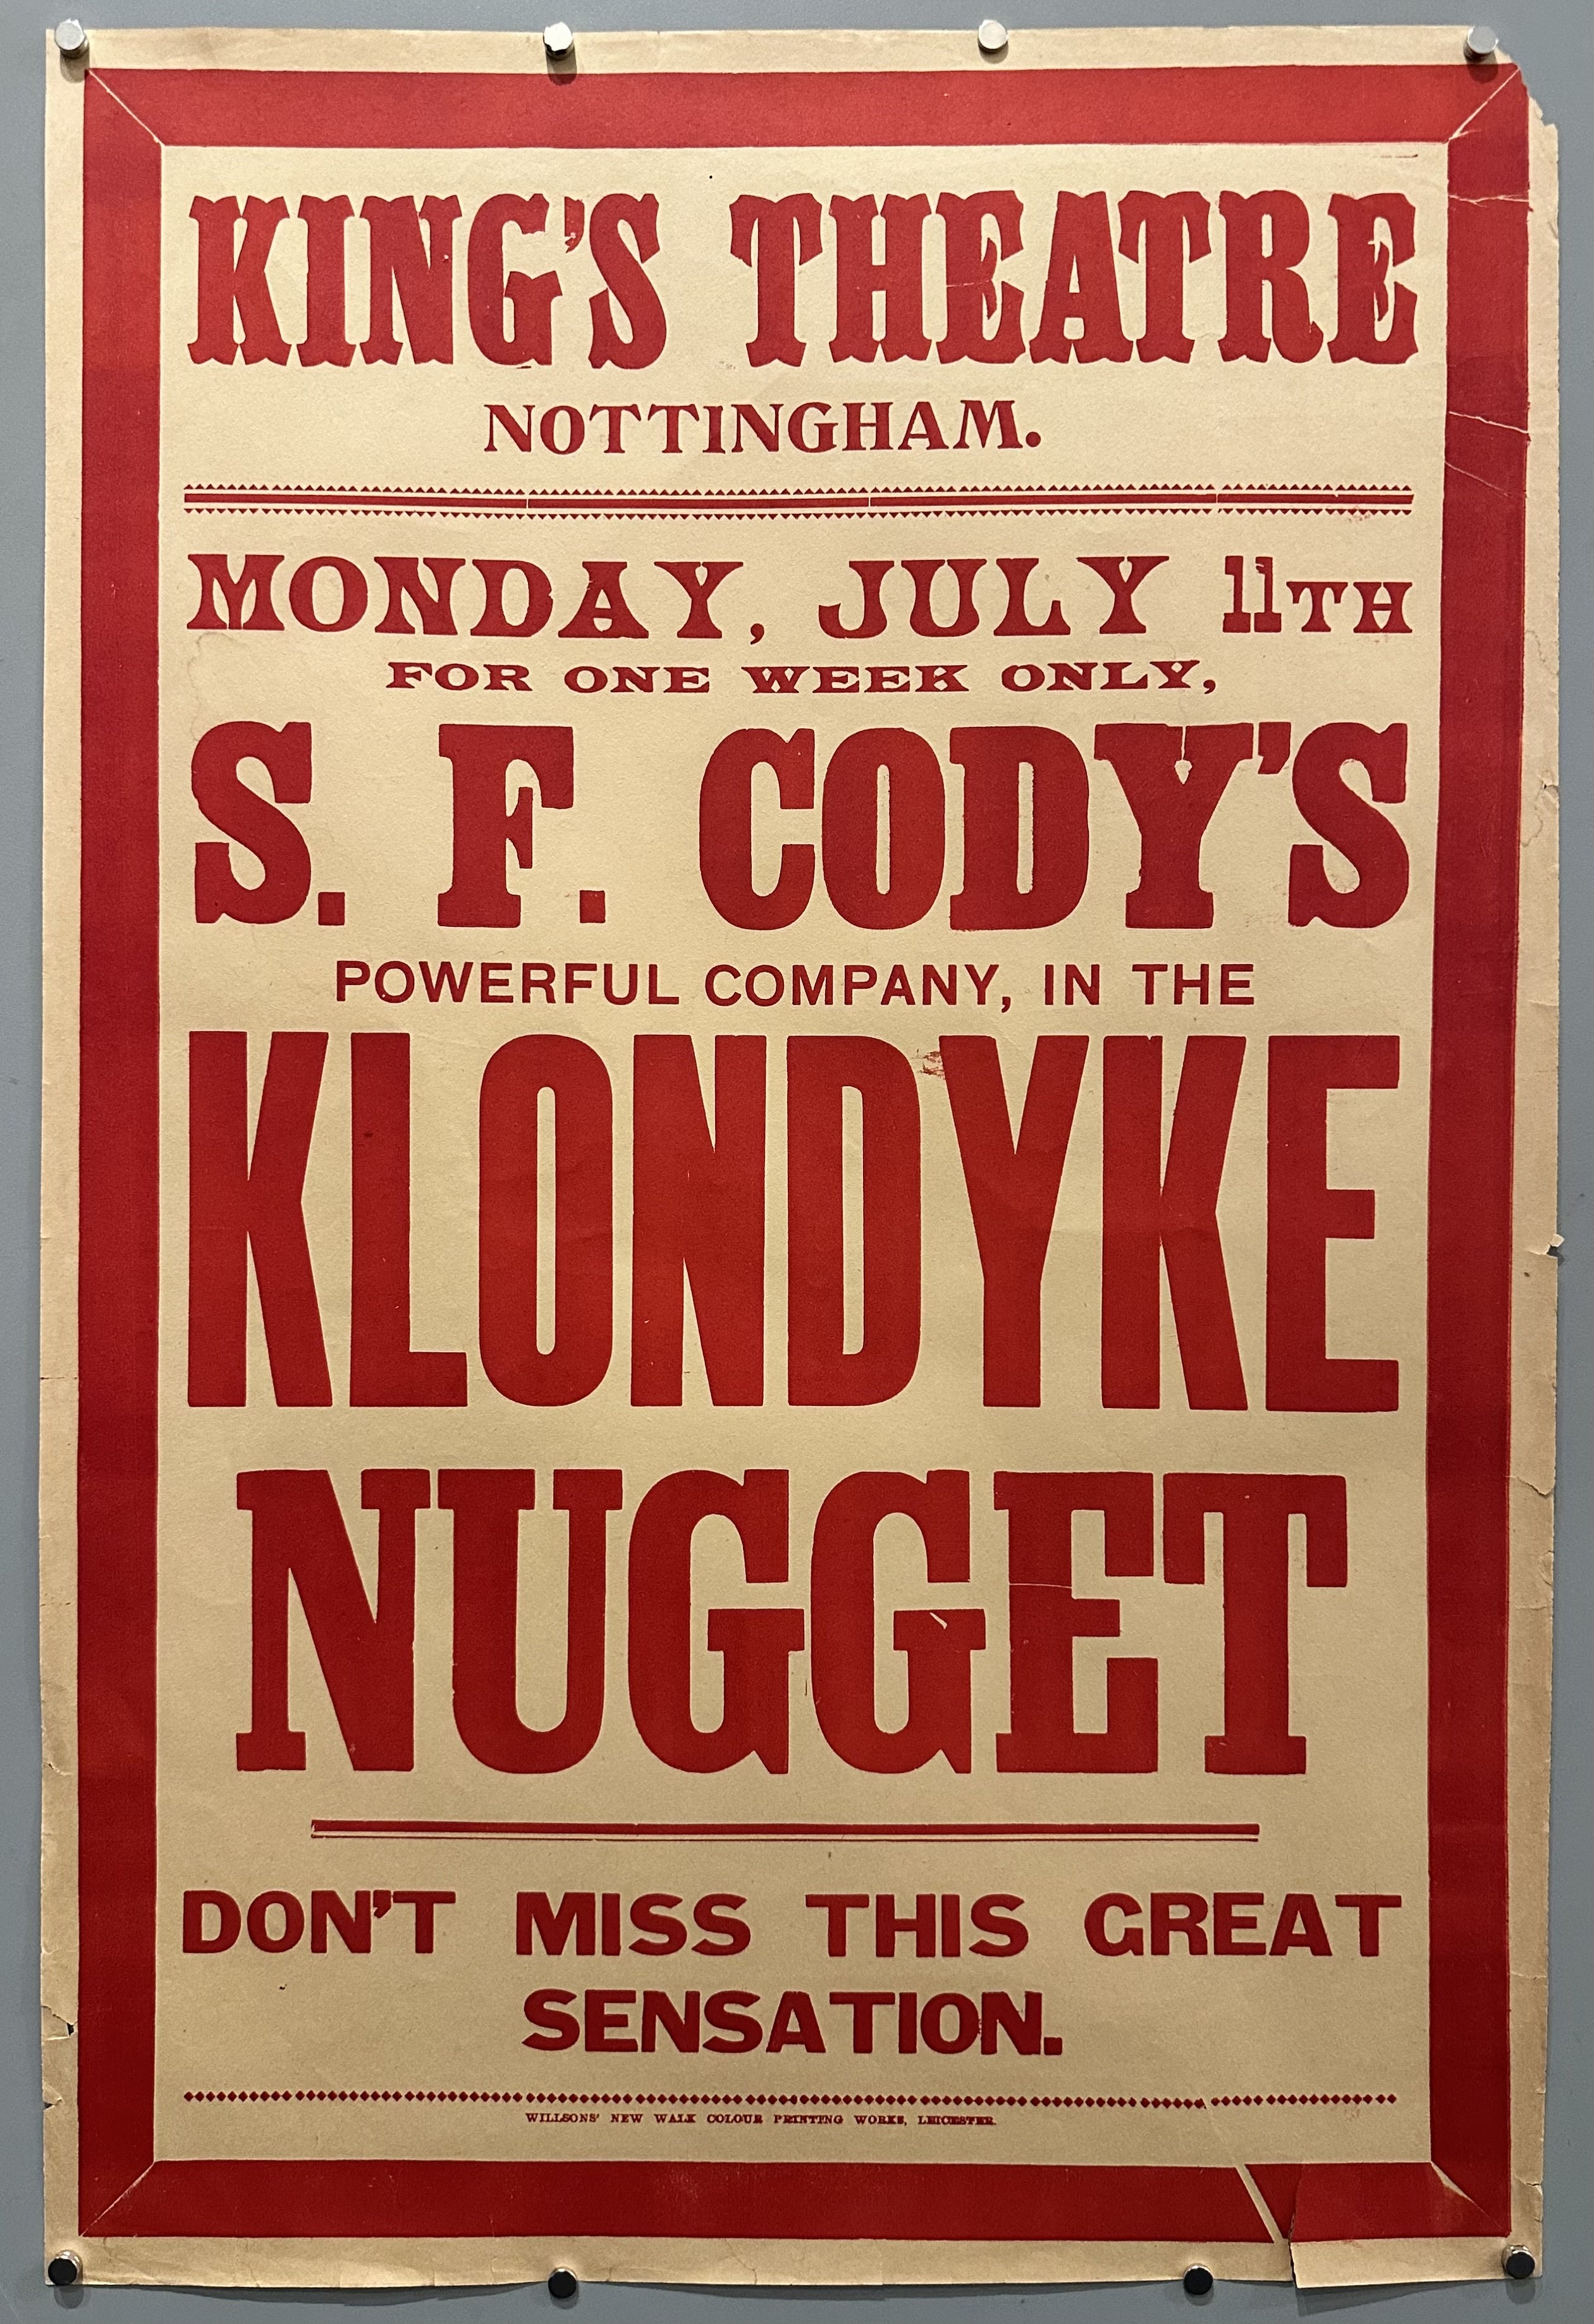 KING'S THEATRE
NOTTINGHAM.
MONDAY, JULY 11TH
FOR ONE WEEK ONLY,
S. F. CODY'S
POWERFUL COMPANY, IN THE
KLONDYKE
NUGGET
DON'T MISS THIS GREAT
SENSATION.
WILLSONS' NEW WALK COLOUR PRINTING WORKS, LEICESTER.